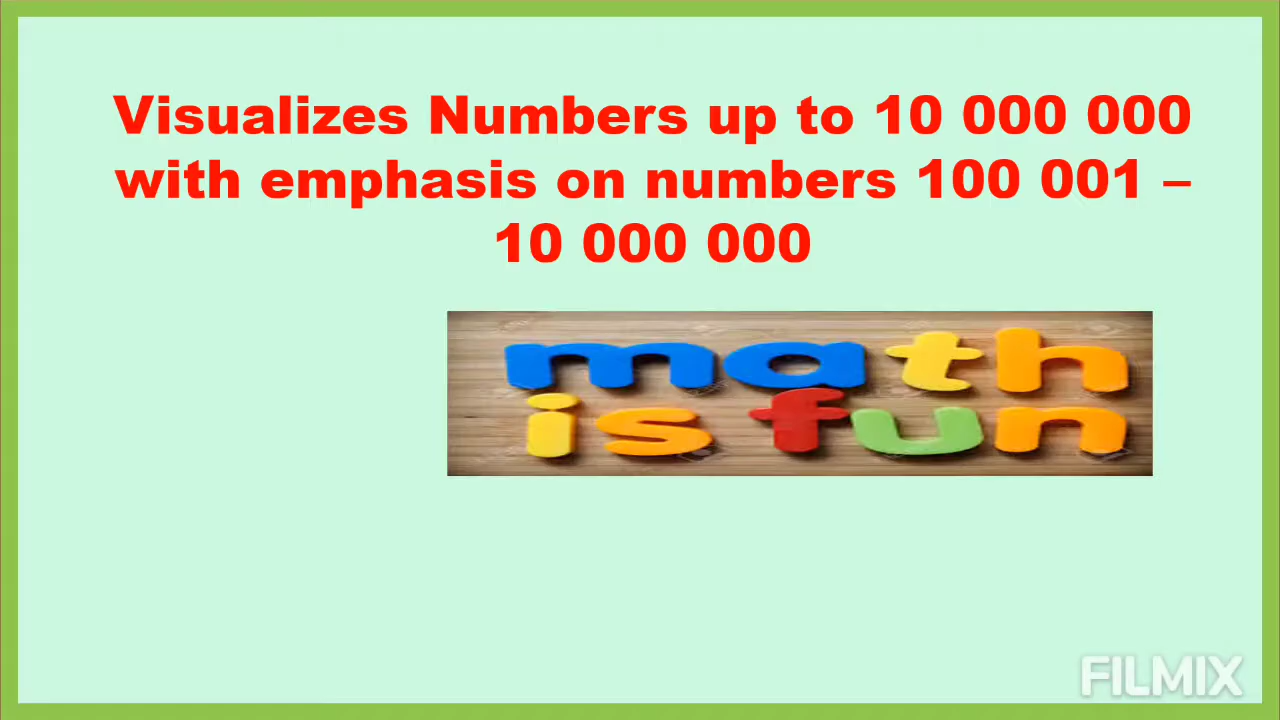 Visualizes Numbers up to 10 000 000
with emphasis on numbers 100 001 –
10 000 000
math
is fun
FILMIX